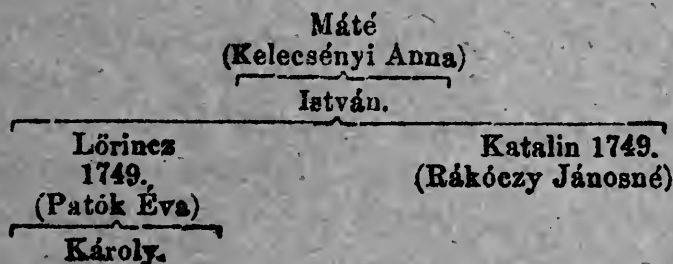 Máté
(Kelecsényi Anna)
István.
Lőrincz
1749.
(Patók Éva)
Katalin 1749.
(Rákóczy Jánosné)
Károly.